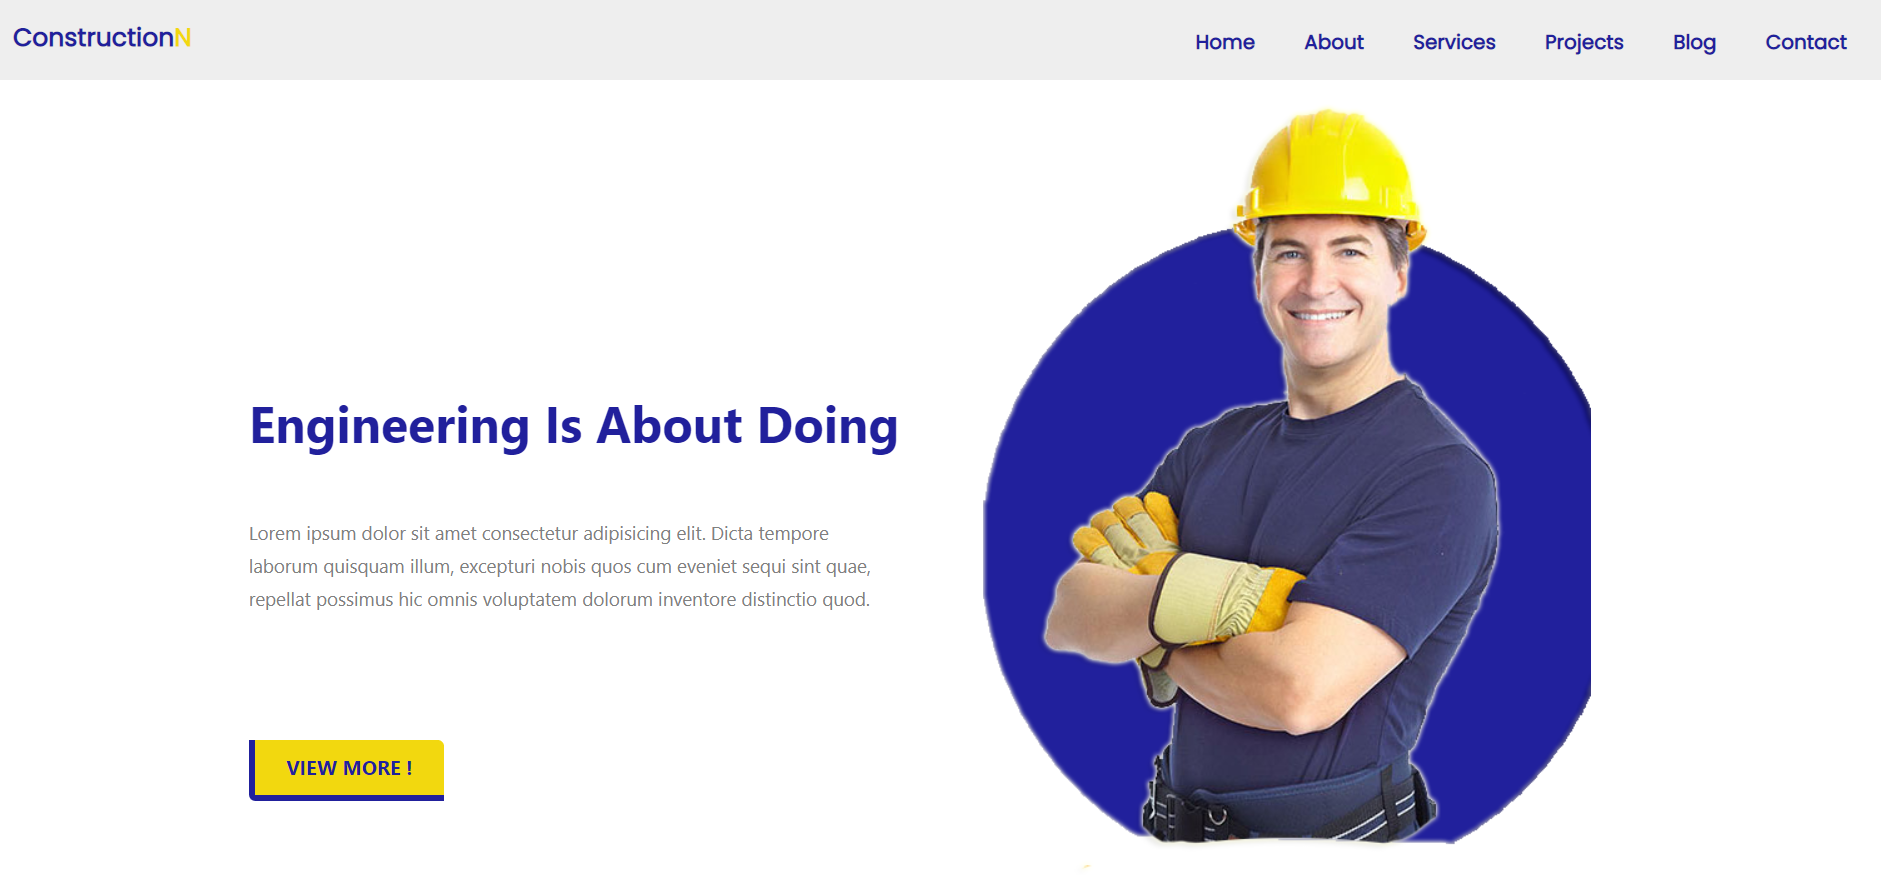 ConstructionN
Home About Services Projects Blog Contact
Engineering Is About Doing
Lorem ipsum dolor sit amet consectetur adipisicing elit. Dicta tempore
laborum quisquam illum, excepturi nobis quos cum eveniet sequi sint quae,
repellat possimus hic omnis voluptatem dolorum inventore distinctio quod.
VIEW MORE !